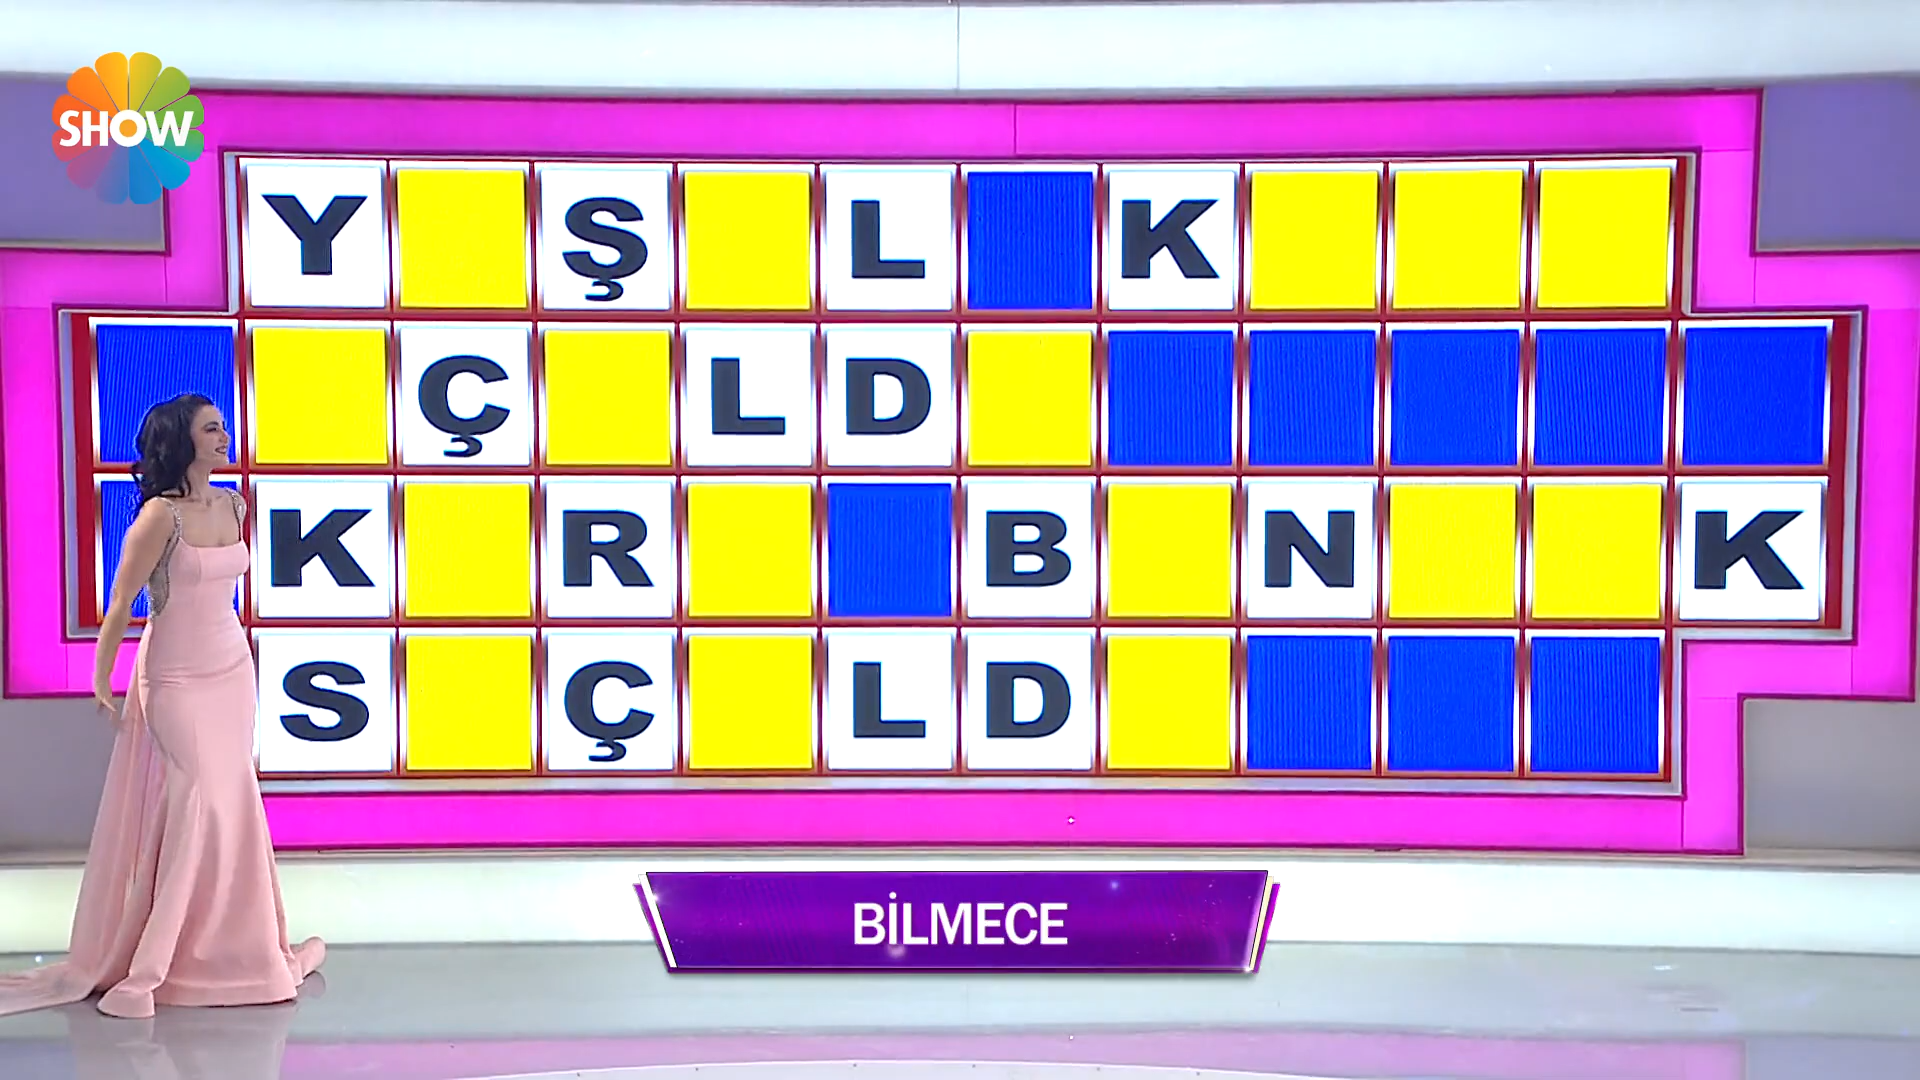 SHOW
Y Ş L K
Ç L D
K R B N K
S Ç L D
BİLMECE